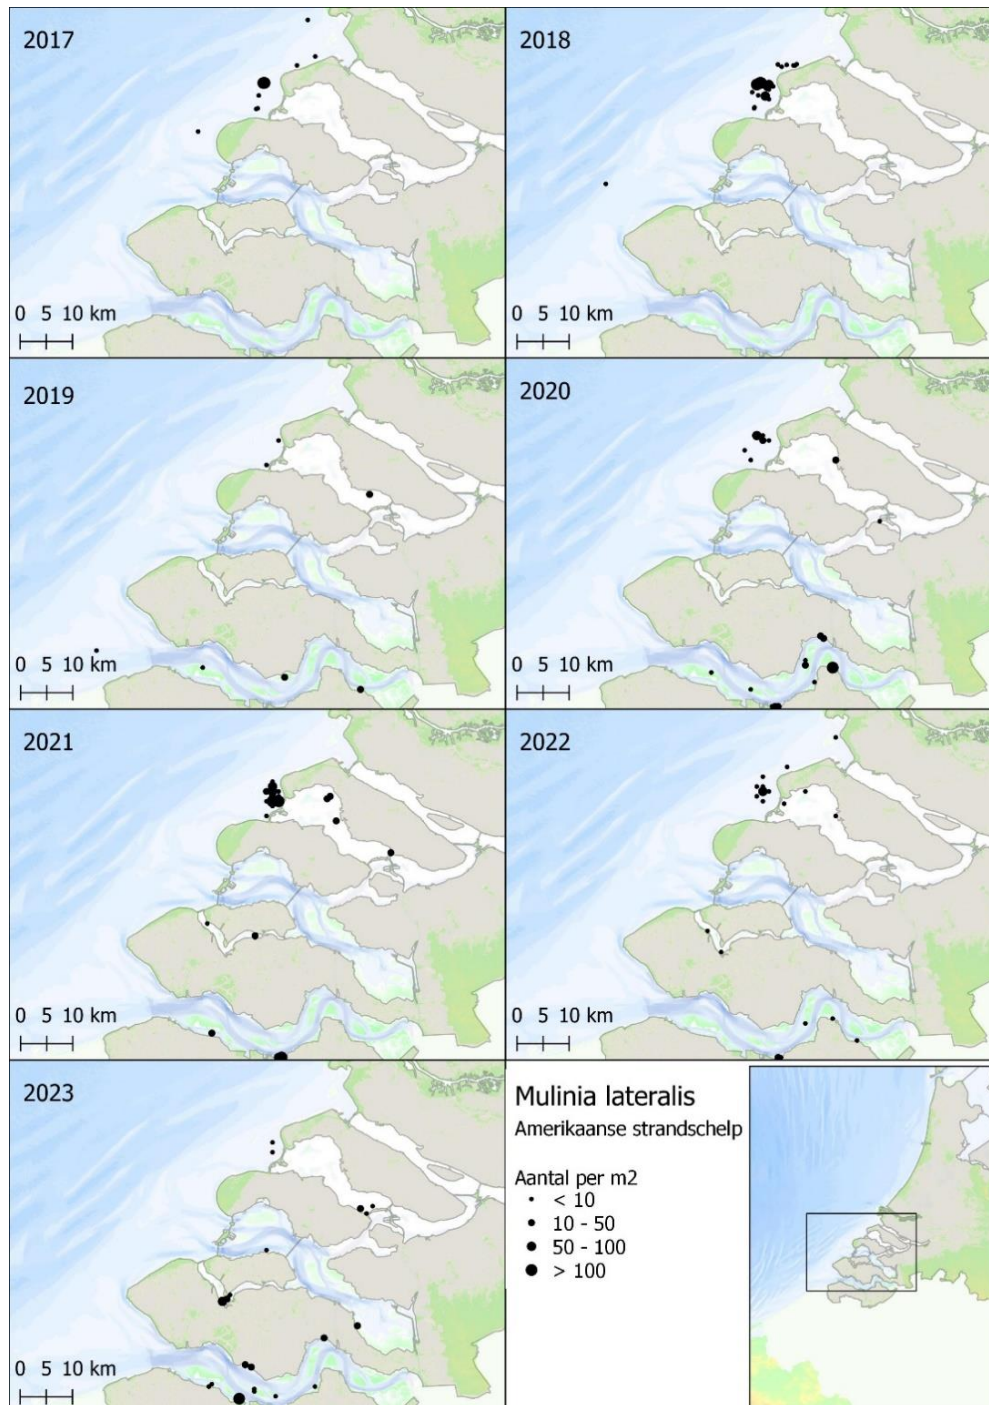 2017
0 5 10 km
2018
0 5 10 km
2019
0 5 10 km
2020
0 5 10 km
2021
0 5 10 km
2022
0 5 10 km
2023
0 5 10 km
Mulinia lateralis
Amerikaanse strandschelp
Aantal per m2
< 10
10 - 50
50 - 100
> 100